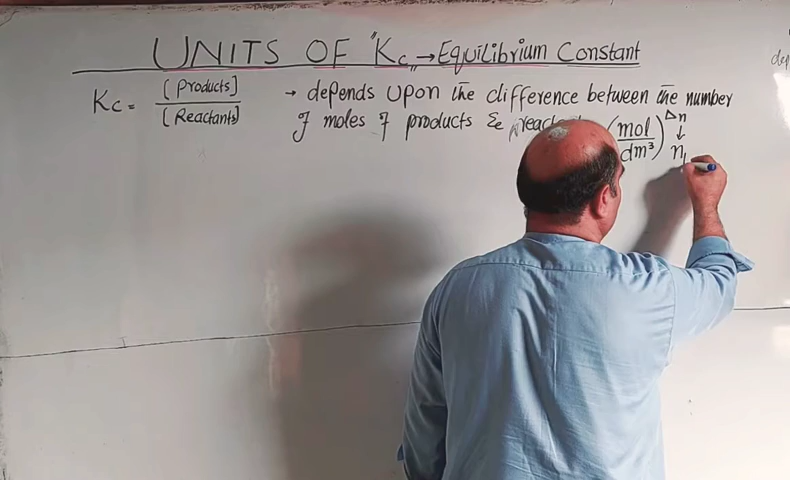 UNITS OF "Kc" → Equilibrium Constant
Kc = [Products] / [Reactants]
→ depends upon the difference between the number
of moles of products & (mol/dm³)^Δn
↓
n
dep